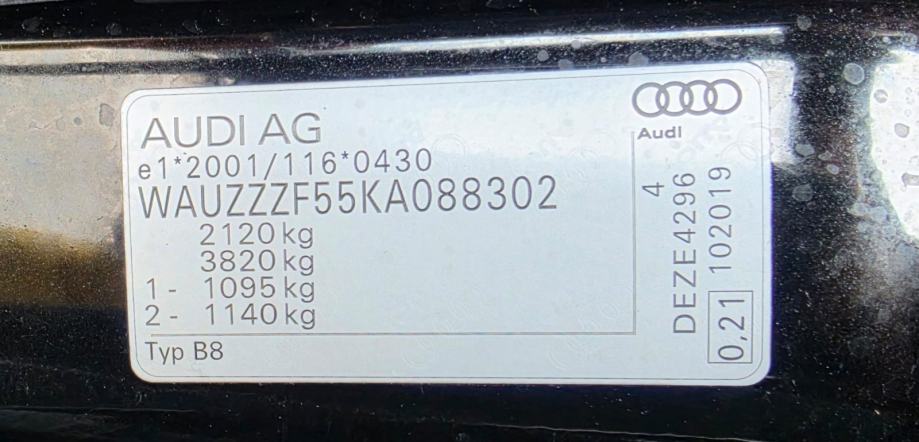 AUDI AG
e1*2001/116*0430
WAUZZZF55KA088302
2120 kg
3820 kg
1 - 1095 kg
2 - 1140 kg
Typ B8
Audi
4
DEZE4296
102019
0,21